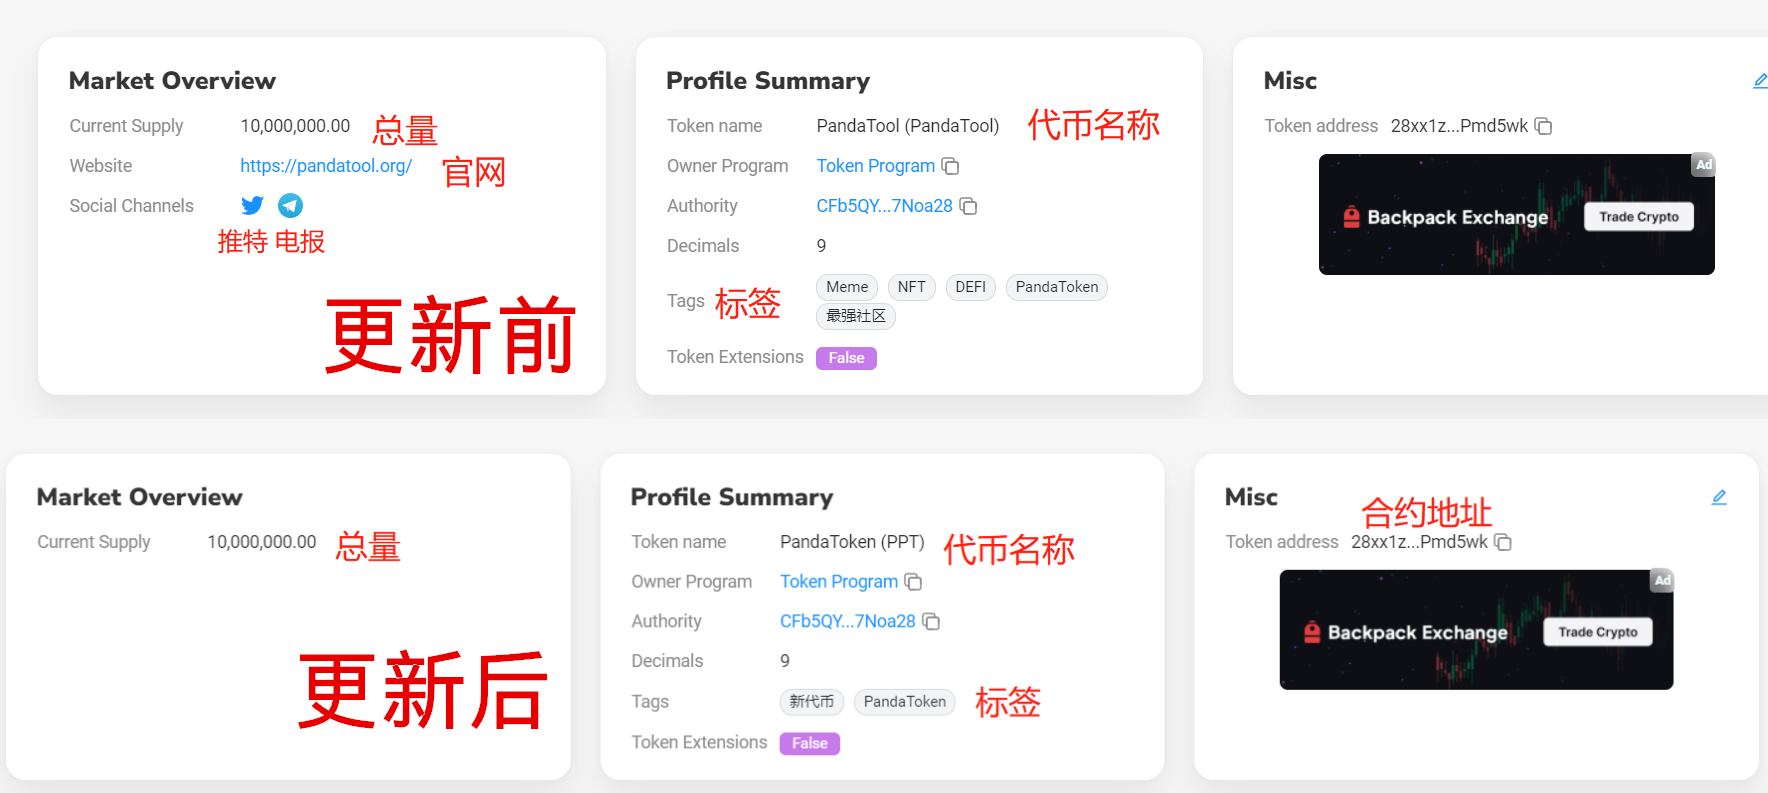 Market Overview
Current Supply 10,000,000.00 总量
Website https://pandatool.org/ 官网
Social Channels
推特 电报
更新前
Profile Summary
Token name PandaTool (PandaTool) 代币名称
Owner Program Token Program
Authority CFb5QY...7Noa28
Decimals 9
Tags 标签 Meme NFT DEFI PandaToken
最强社区
Token Extensions False
Misc
Token address 28xx1z...Pmd5wk
Ad
Backpack Exchange Trade Crypto
Market Overview
Current Supply 10,000,000.00 总量
更新后
Profile Summary
Token name PandaToken (PPT) 代币名称
Owner Program Token Program
Authority CFb5QY...7Noa28
Decimals 9
Tags 新代币 PandaToken 标签
Token Extensions False
Misc
合约地址
Token address 28xx1z...Pmd5wk
Ad
Backpack Exchange Trade Crypto